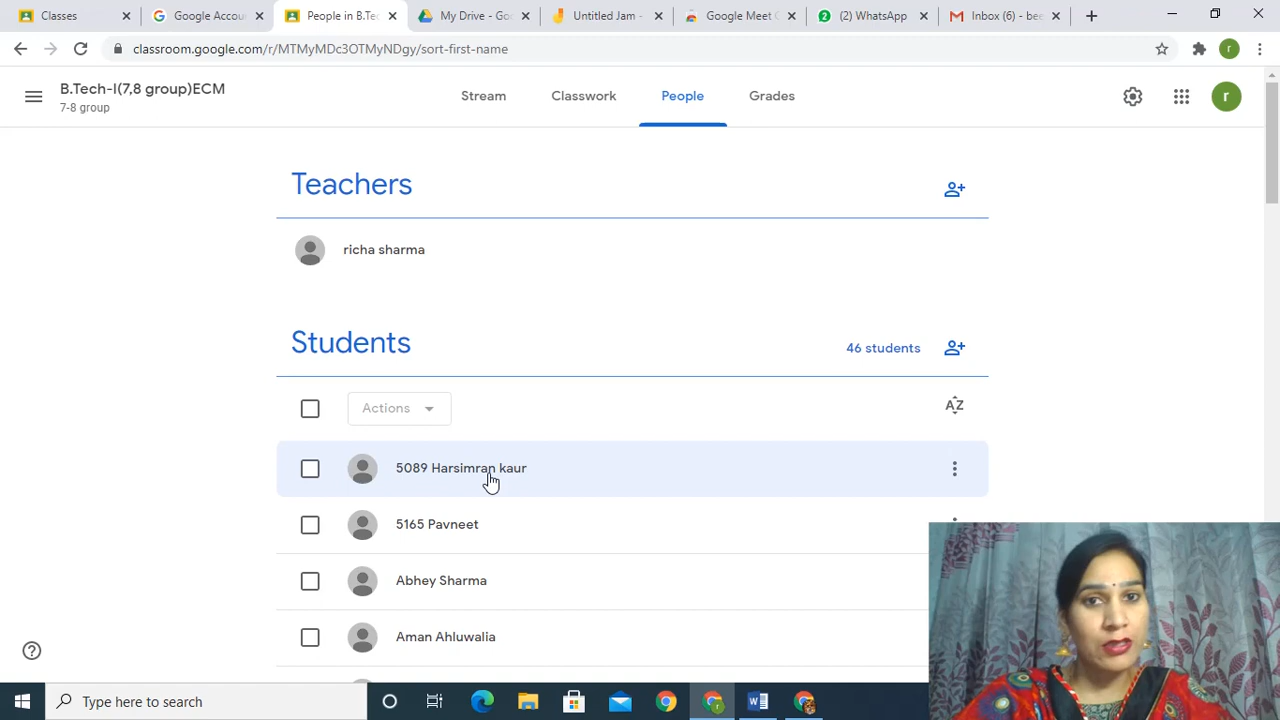 Classes
Google Accou
People in B.Te
My Drive - Go
Untitled Jam -
Google Meet
(2) WhatsApp
Inbox (6) - bee
classroom.google.com/r/MTMyMDc3OTMyNDgy/sort-first-name
r
B.Tech-I(7,8 group)ECM
7-8 group
Stream
Classwork
People
Grades
r
Teachers
richa sharma
Students
46 students
Actions
AZ
5089 Harsimran kaur
5165 Pavneet
Abhey Sharma
Aman Ahluwalia
Type here to search